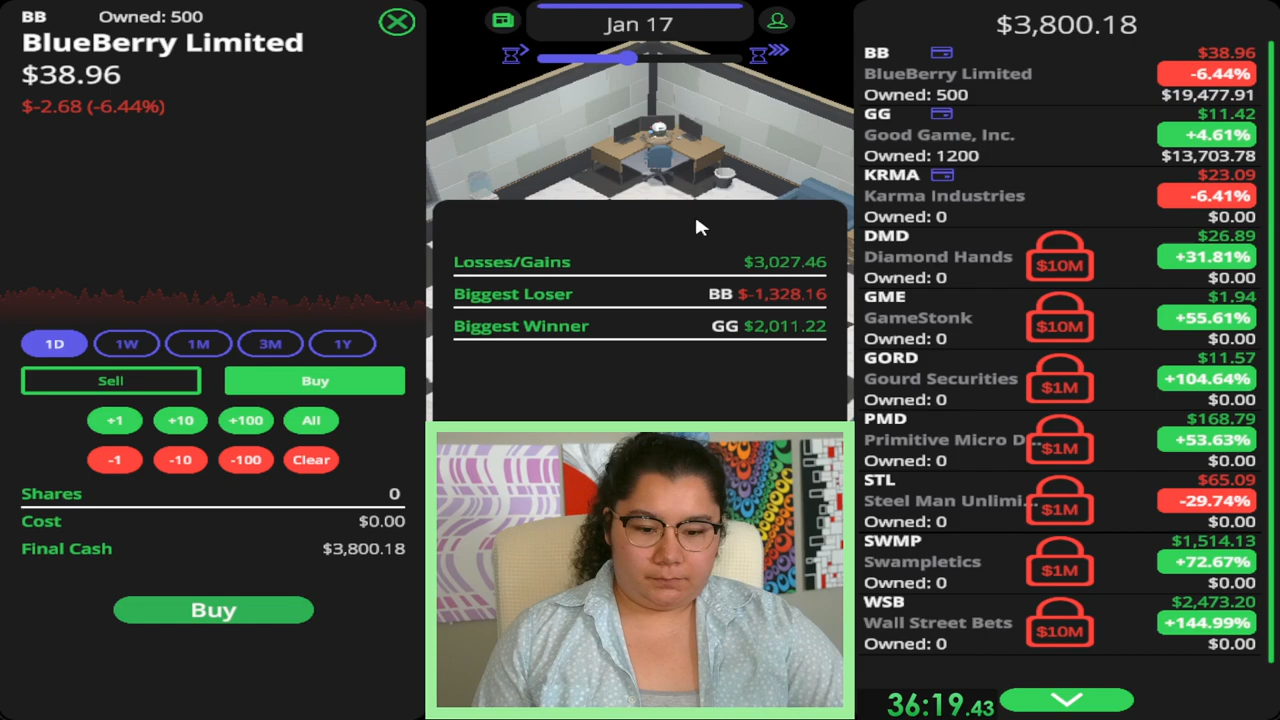 BB Owned: 500
BlueBerry Limited
$38.96
$-2.68 (-6.44%)
1D 1W 1M 3M 1Y
Sell Buy
+1 +10 +100 All
-1 -10 -100 Clear
Shares 0
Cost $0.00
Final Cash $3,800.18
Buy
Jan 17
Losses/Gains $3,027.46
Biggest Loser BB $-1,328.16
Biggest Winner GG $2,011.22
$3,800.18
BB $38.96
BlueBerry Limited -6.44%
Owned: 500 $19,477.91
GG $11.42
Good Game, Inc. +4.61%
Owned: 1200 $13,703.78
KRMA $23.09
Karma Industries -6.41%
Owned: 0 $0.00
DMD $26.89
Diamond Hands $10M +31.81%
Owned: 0 $0.00
GME $1.94
GameStonk $10M +55.61%
Owned: 0 $0.00
GORD $11.57
Gourd Securities $1M +104.64%
Owned: 0 $0.00
PMD $168.79
Primitive Micro D... $1M +53.63%
Owned: 0 $0.00
STL $65.09
Steel Man Unlimi... $1M -29.74%
Owned: 0 $0.00
SWMP $1,514.13
Swampletics $1M +72.67%
Owned: 0 $0.00
WSB $2,473.20
Wall Street Bets $10M +144.99%
Owned: 0 $0.00
36:19.43